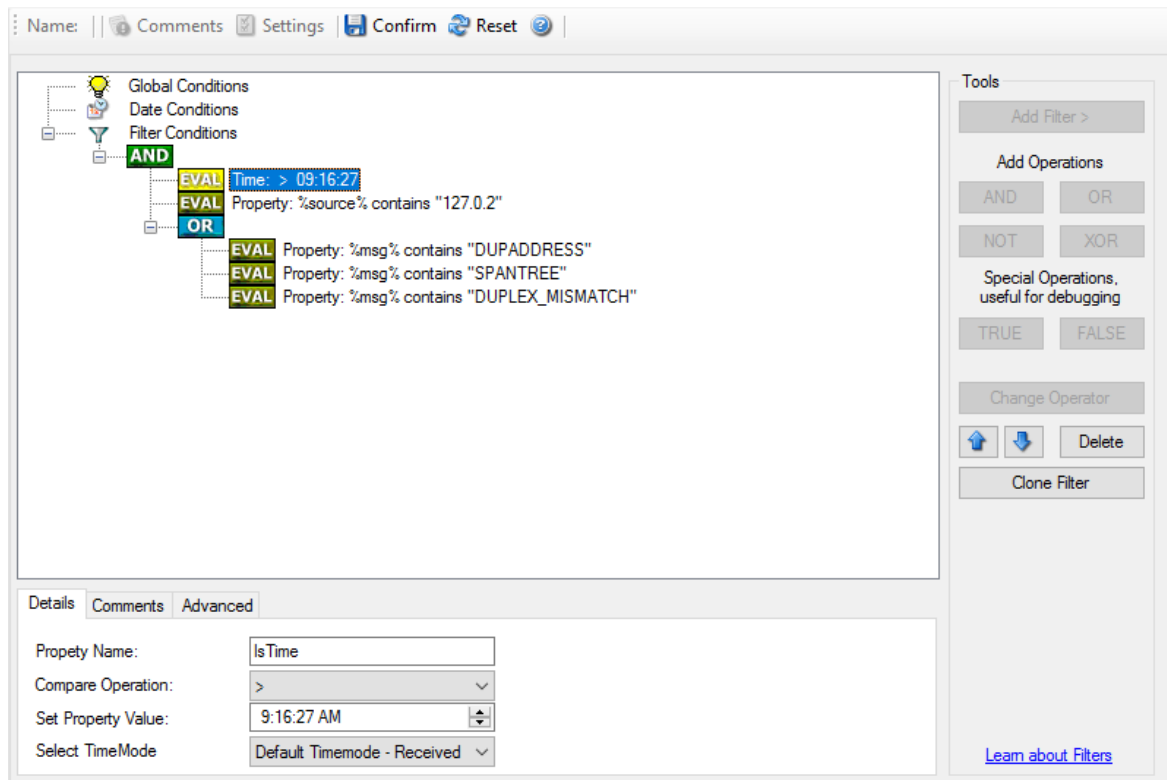 Name: Comments Settings Confirm Reset
Global Conditions
Date Conditions
Filter Conditions
AND
EVAL Time: > 09:16:27
EVAL Property: %source% contains "127.0.2"
OR
EVAL Property: %msg% contains "DUPADDRESS"
EVAL Property: %msg% contains "SPANTREE"
EVAL Property: %msg% contains "DUPLEX_MISMATCH"
Tools
Add Filter >
Add Operations
AND OR
NOT XOR
Special Operations,
useful for debugging
TRUE FALSE
Change Operator
Delete
Clone Filter
Learn about Filters
Details Comments Advanced
Propety Name: IsTime
Compare Operation: >
Set Property Value: 9:16:27 AM
Select TimeMode Default Timemode - Received